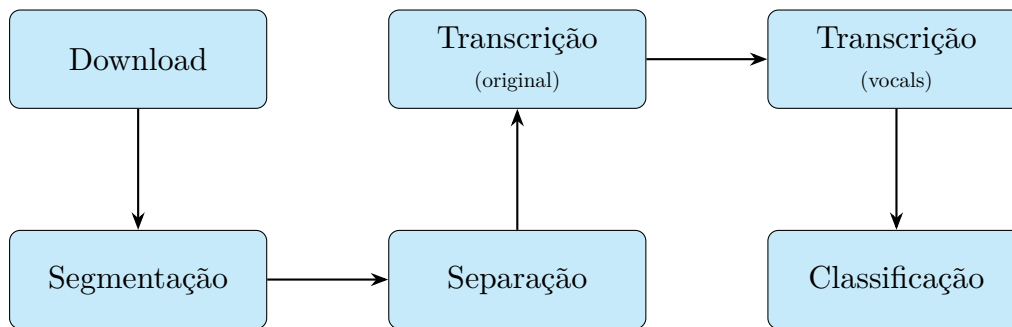 Download
Transcrição
(original)
Transcrição
(vocals)
Segmentação
Separação
Classificação